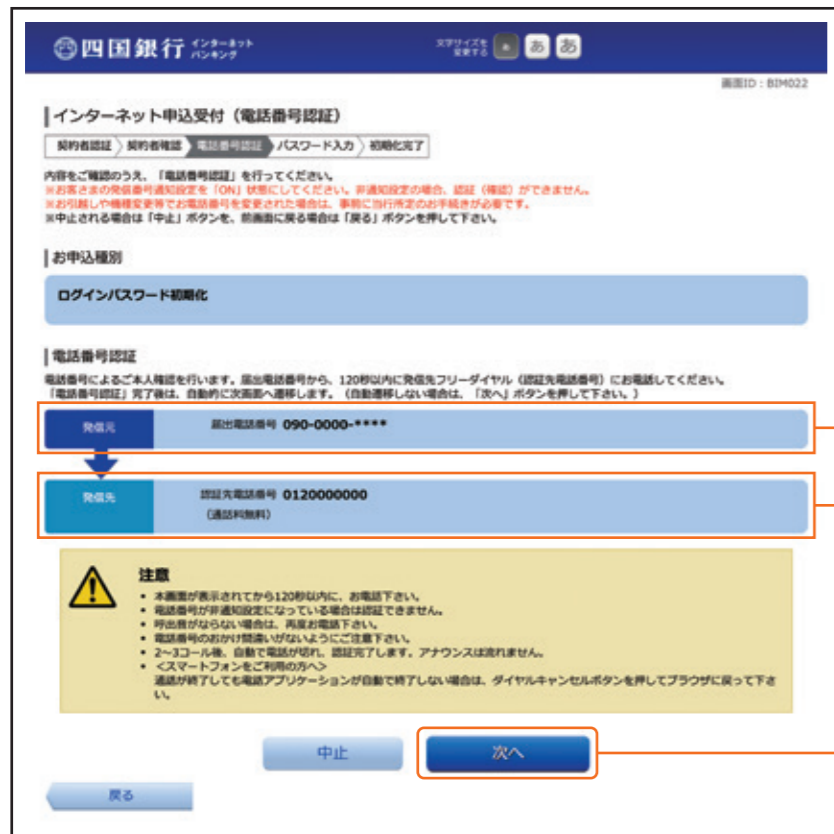 四国銀行 インターネット バンキング
文字サイズを変更する あ あ あ
画面ID：BIM022
インターネット申込受付（電話番号認証）
契約者認証 契約者確認 電話番号認証 パスワード入力 初期化完了
内容をご確認のうえ、「電話番号認証」を行ってください。
※お客さまの発信番号通知設定を「ON」状態にしてください。非通知設定の場合、認証（確認）ができません。
※お引越しや機種変更等でお電話番号を変更された場合は、事前に当行所定のお手続きが必要です。
※中止される場合は「中止」ボタンを、前画面に戻る場合は「戻る」ボタンを押して下さい。
お申込種別
ログインパスワード初期化
電話番号認証
電話番号によるご本人確認を行います。届出電話番号から、120秒以内に発信先フリーダイヤル（認証先電話番号）にお電話してください。
「電話番号認証」完了後は、自動的に次画面へ遷移します。（自動遷移しない場合は、「次へ」ボタンを押して下さい。）
発信元 届出電話番号 090-0000-****
発信先 認証先電話番号 0120000000
（通話料無料）
注意
• 本画面が表示されてから120秒以内に、お電話下さい。
• 電話番号が非通知設定になっている場合は認証できません。
• 呼出音がならない場合は、再度お電話下さい。
• 電話番号のおかけ間違いがないようにご注意下さい。
• 2～3コール後、自動で電話が切れ、認証完了します。アナウンスは流れません。
• ＜スマートフォンをご利用の方へ＞
通話が終了しても電話アプリケーションが自動で終了しない場合は、ダイヤルキャンセルボタンを押してブラウザに戻って下さ
い。
中止 次へ
戻る